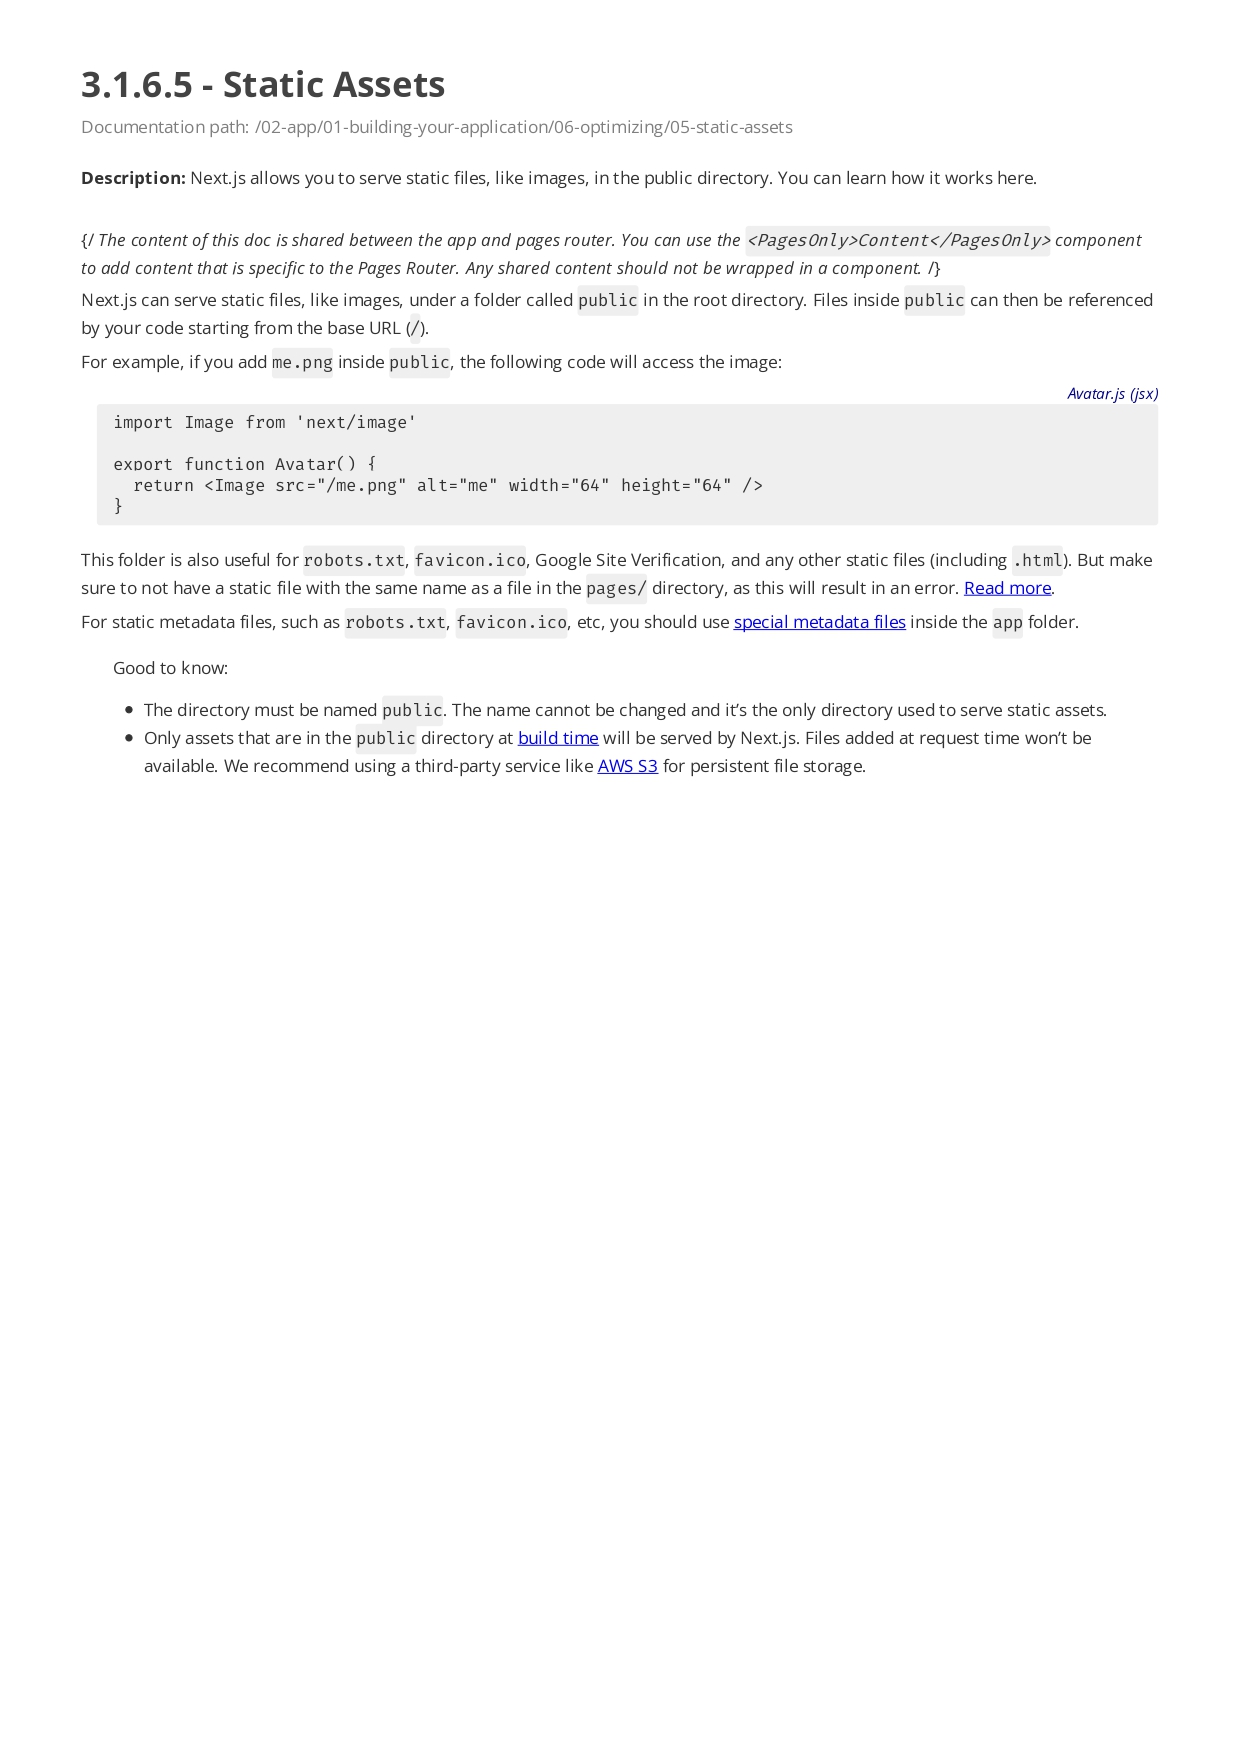 3.1.6.5 - Static Assets
Documentation path: /02-app/01-building-your-application/06-optimizing/05-static-assets
Description: Next.js allows you to serve static files, like images, in the public directory. You can learn how it works here.
{/ The content of this doc is shared between the app and pages router. You can use the <PagesOnly>Content</PagesOnly> component
to add content that is specific to the Pages Router. Any shared content should not be wrapped in a component. /}
Next.js can serve static files, like images, under a folder called public in the root directory. Files inside public can then be referenced
by your code starting from the base URL (/).
For example, if you add me.png inside public, the following code will access the image:
Avatar.js (jsx)
import Image from 'next/image'
export function Avatar() {
  return <Image src="/me.png" alt="me" width="64" height="64" />
}
This folder is also useful for robots.txt, favicon.ico, Google Site Verification, and any other static files (including .html). But make
sure to not have a static file with the same name as a file in the pages/ directory, as this will result in an error. Read more.
For static metadata files, such as robots.txt, favicon.ico, etc, you should use special metadata files inside the app folder.
Good to know:
● The directory must be named public. The name cannot be changed and it’s the only directory used to serve static assets.
● Only assets that are in the public directory at build time will be served by Next.js. Files added at request time won’t be
available. We recommend using a third-party service like AWS S3 for persistent file storage.